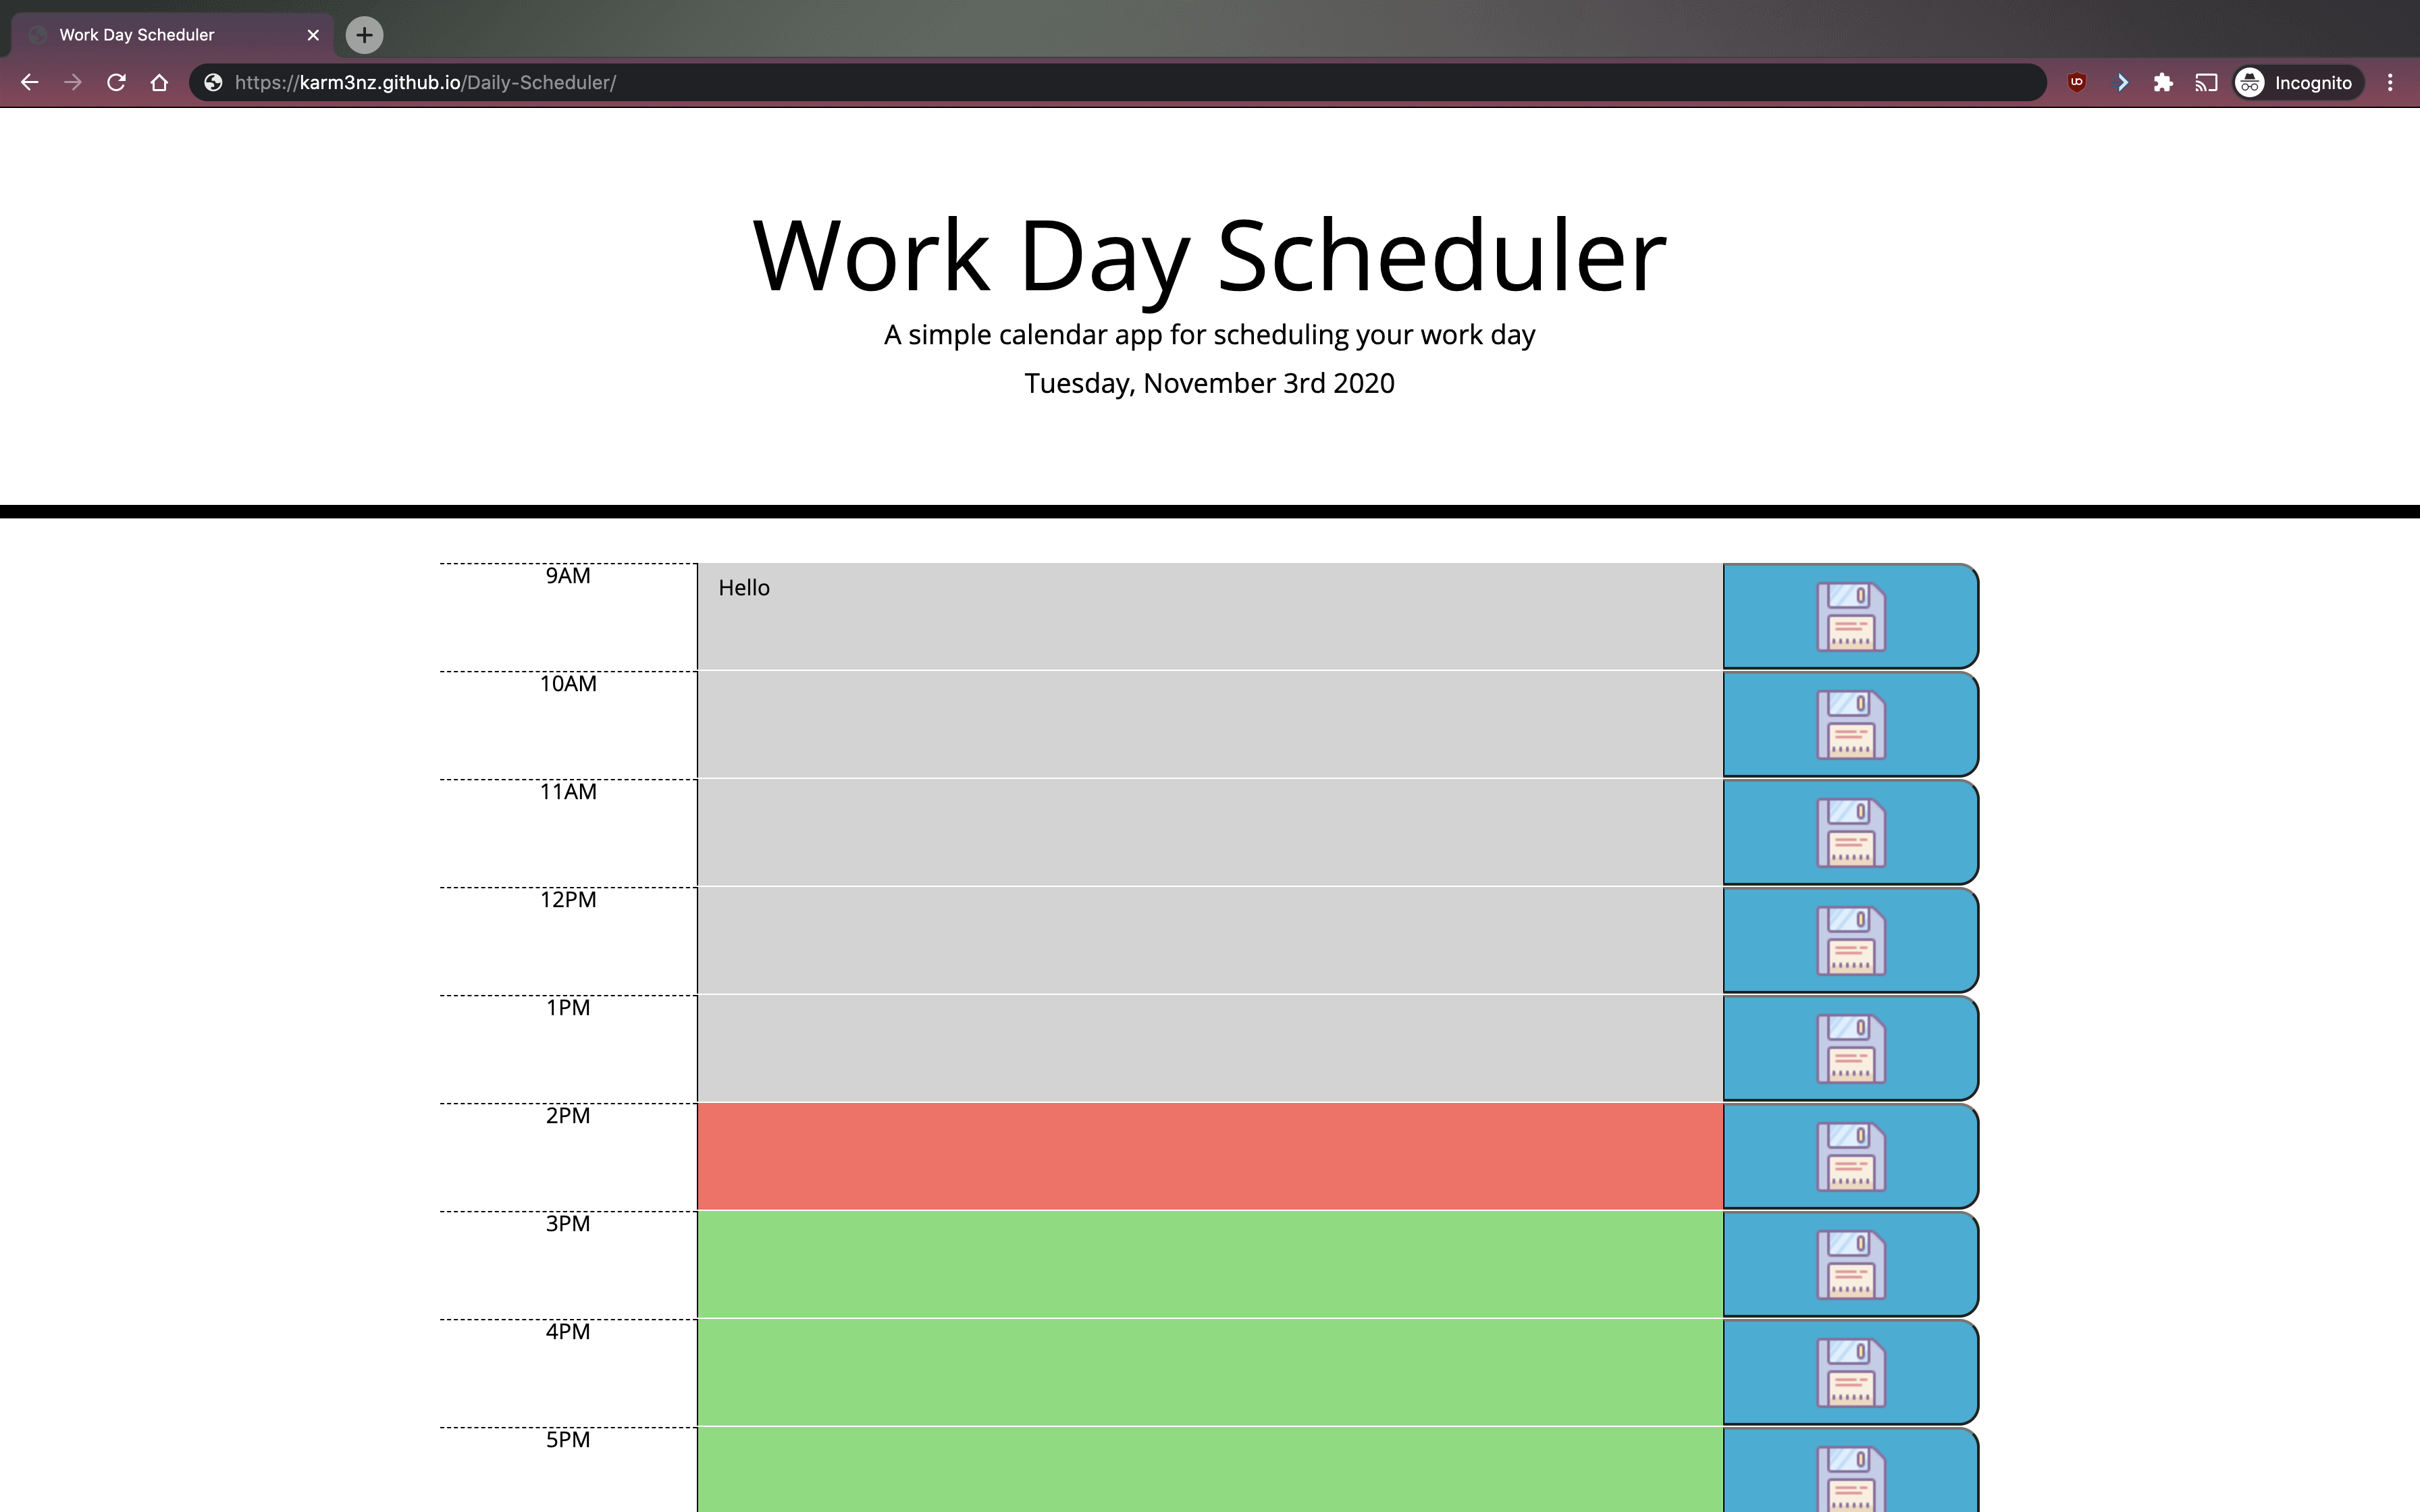 Work Day Scheduler
https://karm3nz.github.io/Daily-Scheduler/
Incognito
Work Day Scheduler
A simple calendar app for scheduling your work day
Tuesday, November 3rd 2020
9AM
Hello
10AM
11AM
12PM
1PM
2PM
3PM
4PM
5PM